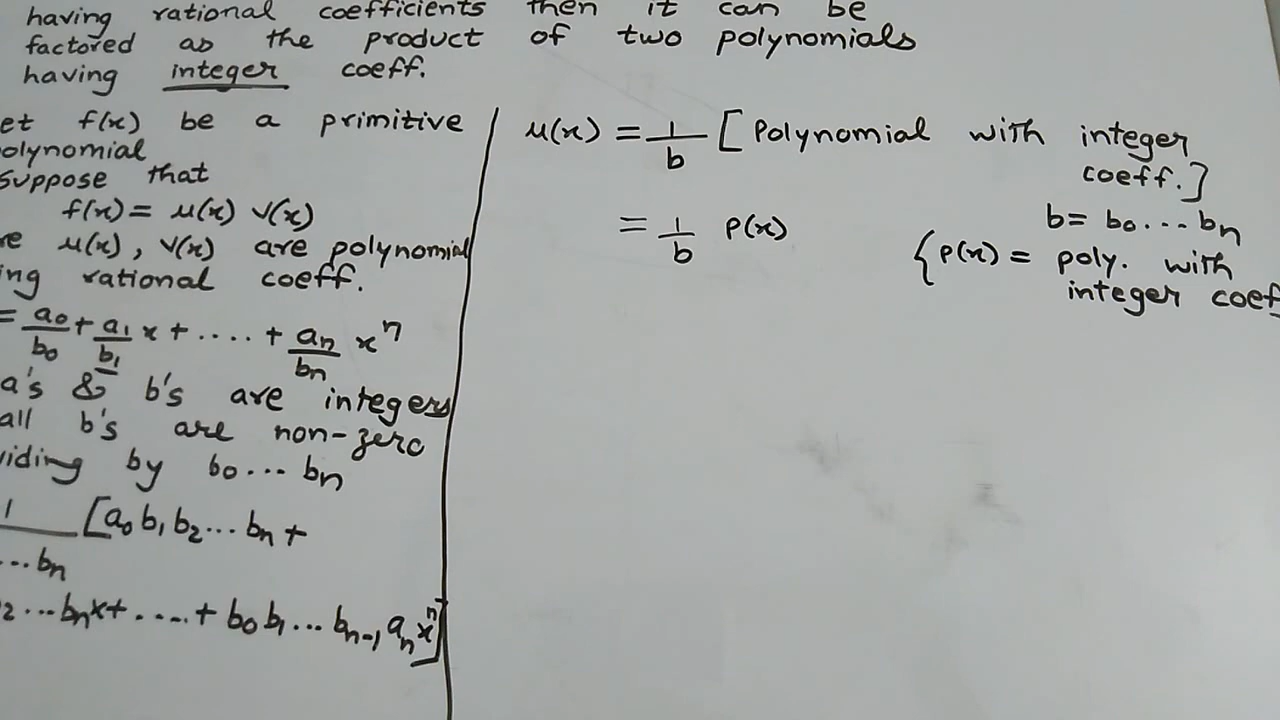 having rational coefficients then it can be
factored as the product of two polynomials
having integer coeff.
et f(x) be a primitive
olynomial
Suppose that
f(x) = u(x) v(x)
re u(x), v(x) are polynomial
ing rational coeff.
= a0/b0 + a1/b1 x + .... + an/bn x^n
a's & b's are integers
all b's are non-zero
iding by b0...bn
1/...bn [a0 b1 b2...bn +
2...bn x + ..... + b0 b1...bn-1 an x^n]
u(x) = 1/b [Polynomial with integer
coeff.]
b = b0...bn
= 1/b P(x)
{P(x) = poly. with
integer coef